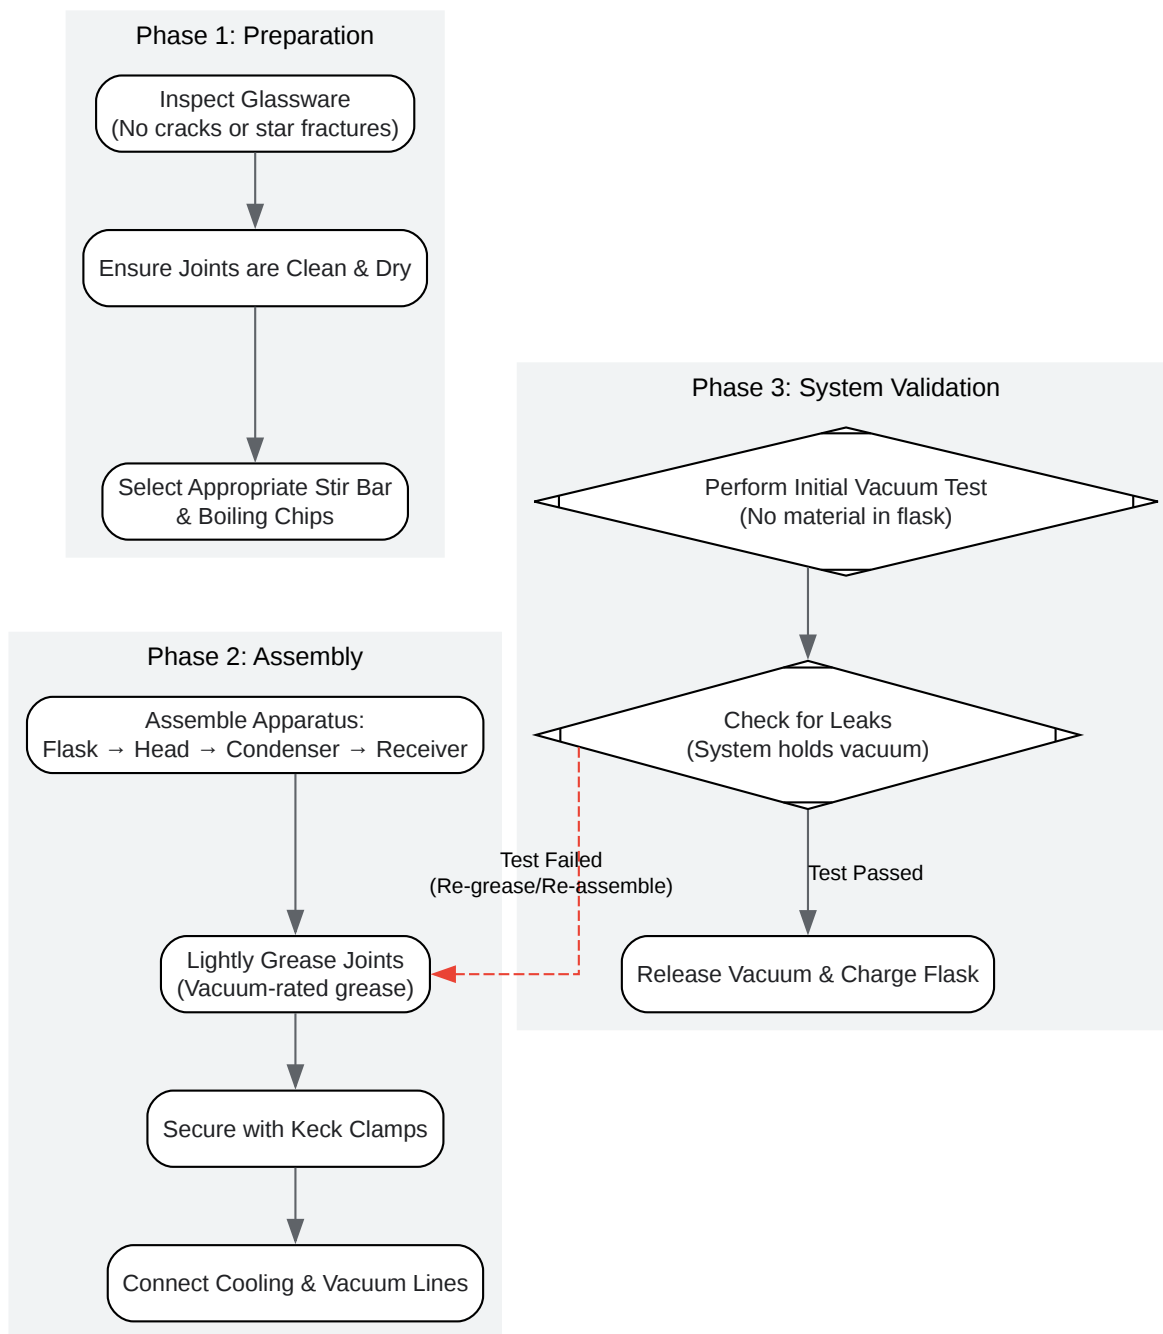 Phase 1: Preparation
Inspect Glassware
(No cracks or star fractures)
Ensure Joints are Clean & Dry
Select Appropriate Stir Bar
& Boiling Chips
Phase 2: Assembly
Assemble Apparatus:
Flask → Head → Condenser → Receiver
Lightly Grease Joints
(Vacuum-rated grease)
Secure with Keck Clamps
Connect Cooling & Vacuum Lines
Phase 3: System Validation
Perform Initial Vacuum Test
(No material in flask)
Check for Leaks
(System holds vacuum)
Test Failed
(Re-grease/Re-assemble)
Test Passed
Release Vacuum & Charge Flask